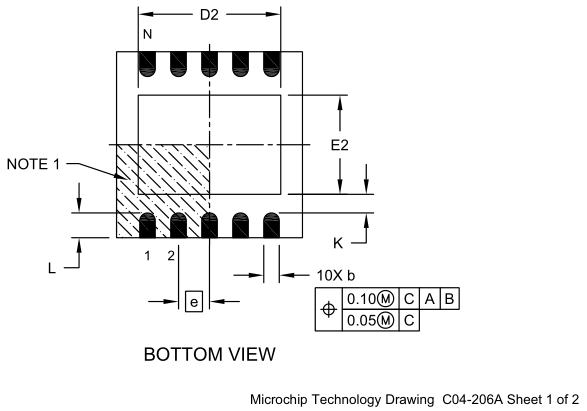 D2
N
E2
NOTE 1
K
L
1 2
10X b
e
0.10Ⓜ C A B
0.05Ⓜ C
BOTTOM VIEW
Microchip Technology Drawing C04-206A Sheet 1 of 2